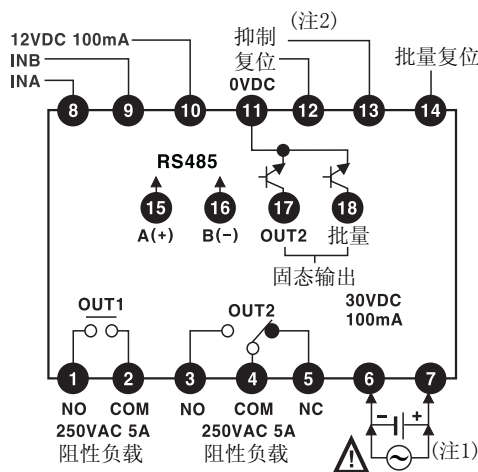 12VDC 100mA
INB
INA
抑制
(注2)
复位
0VDC
批量复位
8
9
10
11
12
13
14
RS485
15
16
17
18
A(+)
B(-)
OUT2
批量
固态输出
30VDC
100mA
OUT1
OUT2
1
2
3
4
5
6
7
NO
COM
NO
COM
NC
-
+
250VAC 5A
250VAC 5A
(注1)
阻性负载
阻性负载